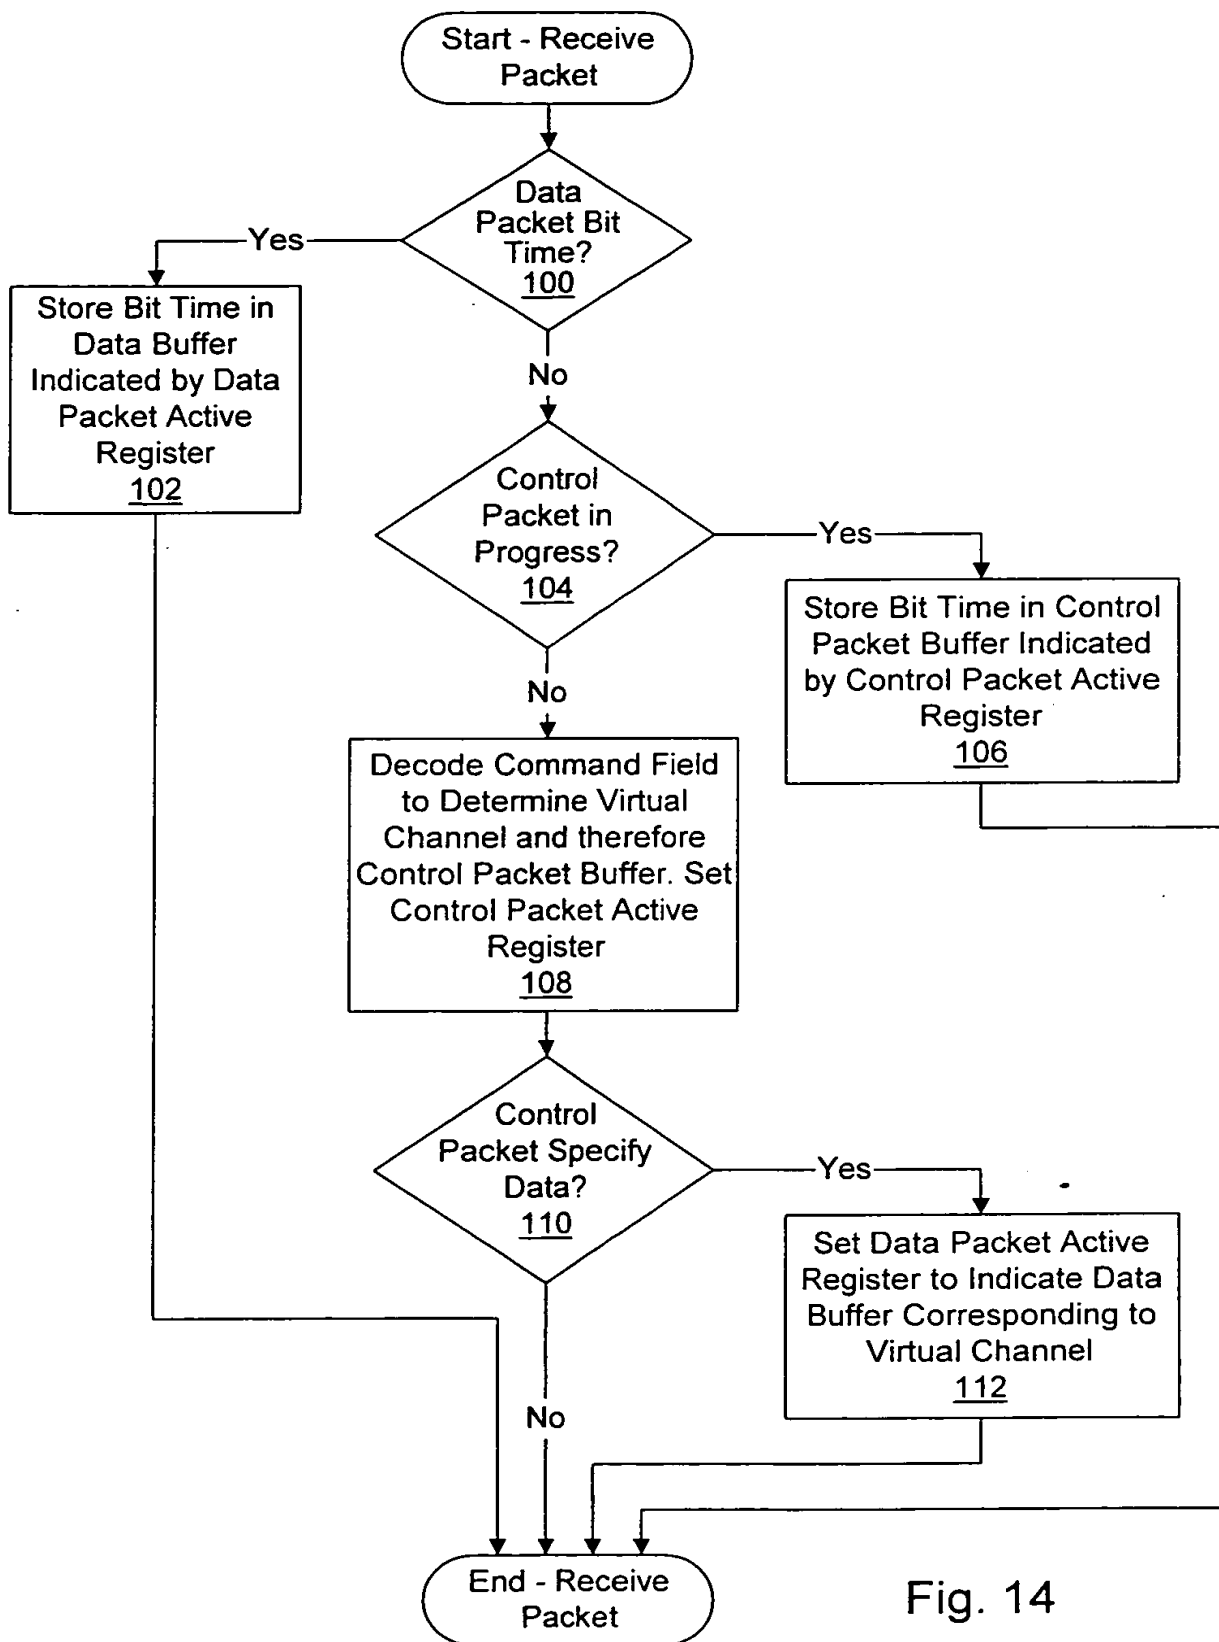 Start - Receive
Packet
Data
Packet Bit
Time?
100
Yes
Store Bit Time in
Data Buffer
Indicated by Data
Packet Active
Register
102
No
Control
Packet in
Progress?
104
Yes
Store Bit Time in Control
Packet Buffer Indicated
by Control Packet Active
Register
106
No
Decode Command Field
to Determine Virtual
Channel and therefore
Control Packet Buffer. Set
Control Packet Active
Register
108
Control
Packet Specify
Data?
110
Yes
Set Data Packet Active
Register to Indicate Data
Buffer Corresponding to
Virtual Channel
112
No
End - Receive
Packet
Fig. 14